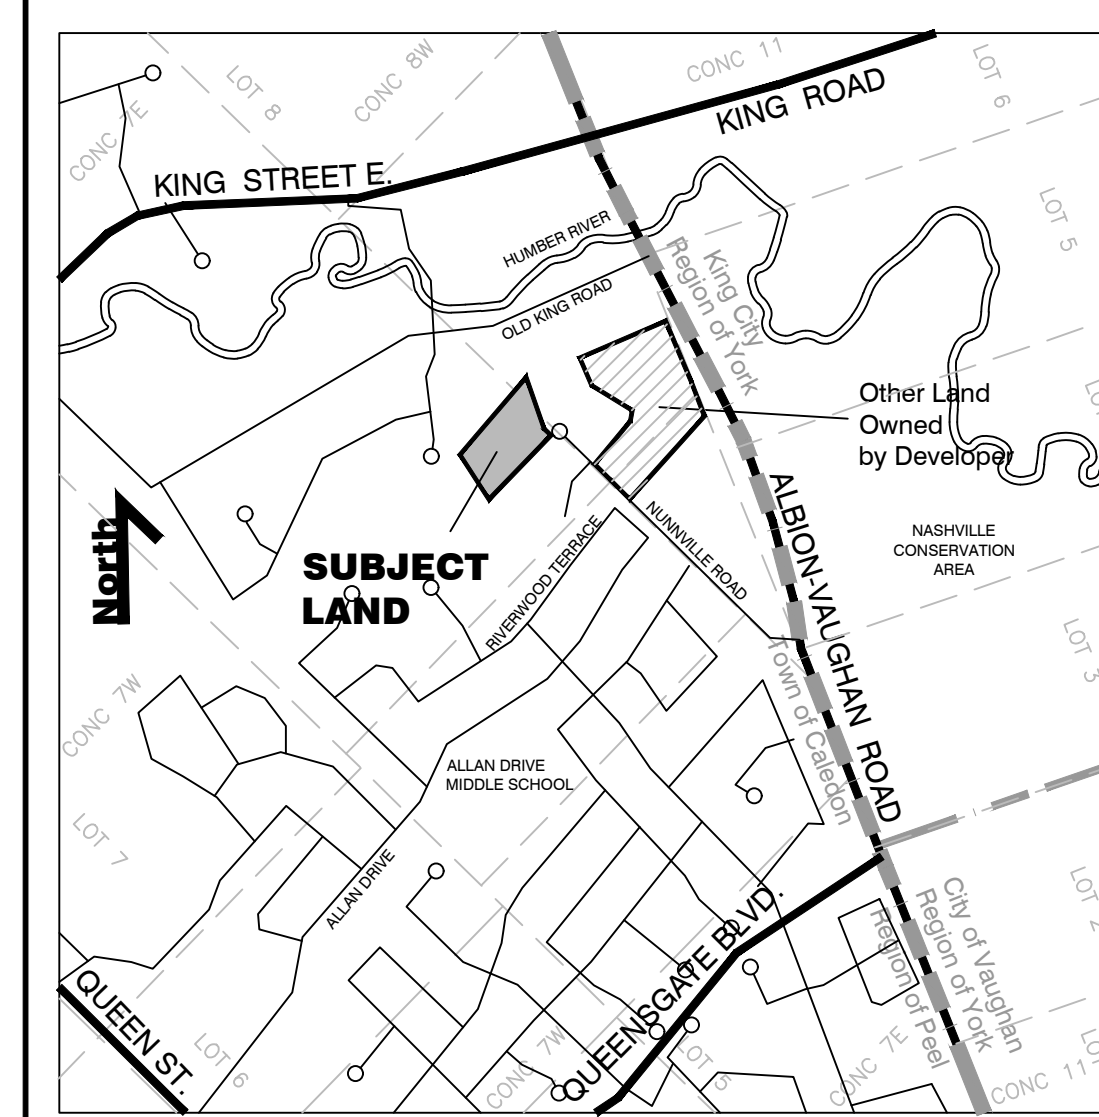 CONC 8W
CONC 11
LOT 6
LOT 8
CONC 7E
KING ROAD
KING STREET E.
LOT 5
HUMBER RIVER
King City
Region of York
OLD KING ROAD
Other Land
Owned
by Developer
North
NUNNVILLE ROAD
ALBION-VAUGHAN ROAD
NASHVILLE
CONSERVATION
AREA
SUBJECT
LAND
RIVERWOOD TERRACE
LOT 3
Town of Caledon
CONC 7W
ALLAN DRIVE
MIDDLE SCHOOL
LOT 7
ALLAN DRIVE
LOT 2
QUEENSGATE BLVD.
City of Vaughan
Region of York
Region of Peel
QUEEN ST.
LOT 6
CONC 7W
LOT 5
CONC 7E
CONC 11